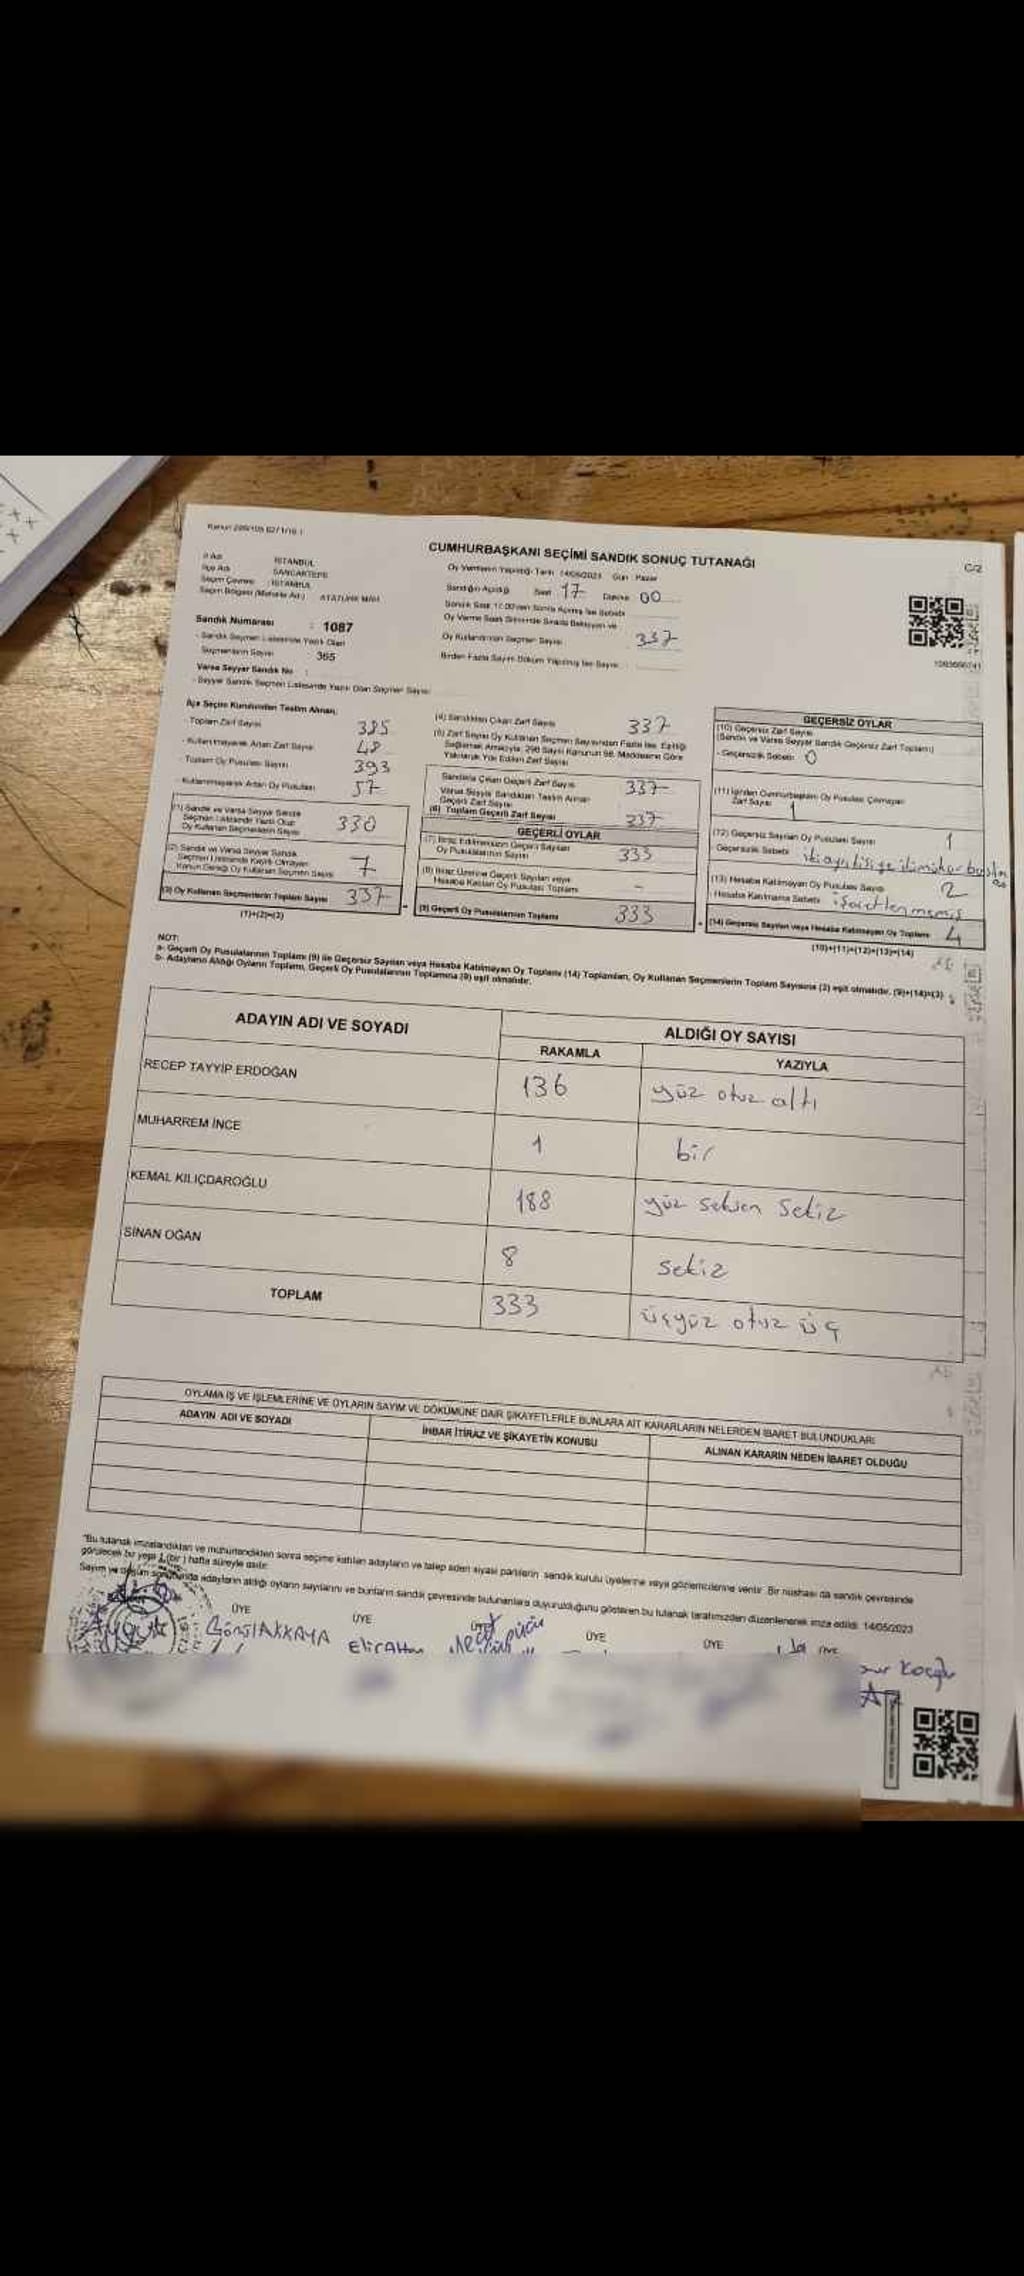 Kanun 298/105 62/1/10 1
CUMHURBAŞKANI SEÇİMİ SANDIK SONUÇ TUTANAĞI
C/2
İl Adı : İSTANBUL
İlçe Adı : SANCAKTEPE
Seçim Çevresi : İSTANBUL
Seçim Bölgesi (Mahalle Adı) : ATATÜRK MAH.
Oy Vermenin Yapıldığı Tarih : 14/05/2023 Gün : Pazar
Sandığın Açıldığı Saat 17 Dakika 00
Sandık Saat 17.00'den Sonra Açılmış İse Sebebi
Oy Verme Saati Bitiminde Sırada Bekleyen ve
Oy Kullandırılan Seçmen Sayısı : 337
Birden Fazla Sayım Döküm Yapılmış İse Sayısı :
Sandık Numarası : 1087
- Sandık Seçmen Listesinde Yazılı Olan
Seçmenlerin Sayısı : 365
Varsa Seyyar Sandık No :
- Seyyar Sandık Seçmen Listesinde Yazılı Olan Seçmen Sayısı
İlçe Seçim Kurulundan Teslim Alınan;
- Toplam Zarf Sayısı 385
- Kullanılmayarak Artan Zarf Sayısı 48
- Toplam Oy Pusulası Sayısı 393
- Kullanılmayarak Artan Oy Pusulası 57
(1) Sandık ve Varsa Seyyar Sandık
Seçmen Listesinde Yazılı Olup
Oy Kullanan Seçmenlerin Sayısı 330
(2) Sandık ve Varsa Seyyar Sandık
Seçmen Listesinde Kayıtlı Olmayan
Kanun Gereği Oy Kullanan Seçmen Sayısı 7
(3) Oy Kullanan Seçmenlerin Toplam Sayısı 337
(1)+(2)=(3)
(4) Sandıktan Çıkan Zarf Sayısı 337
(5) Zarf Sayısı Oy Kullanan Seçmen Sayısından Fazla İse, Eşitliği
Sağlamak Amacıyla, 298 Sayılı Kanunun 98. Maddesine Göre
Yakılarak Yok Edilen Zarf Sayısı
Sandıkta Çıkan Geçerli Zarf Sayısı 337
Varsa Seyyar Sandıktan Teslim Alınan
Geçerli Zarf Sayısı
(6) Toplam Geçerli Zarf Sayısı 337
GEÇERLİ OYLAR
(7) İtiraz Edilmeksizin Geçerli Sayılan
Oy Pusulalarının Sayısı 333
(8) İtiraz Üzerine Geçerli Sayılan veya
Hesaba Katılan Oy Pusulası Toplamı -
(9) Geçerli Oy Pusulalarının Toplamı 333
GEÇERSİZ OYLAR
(10) Geçersiz Zarf Sayısı
(Sandık ve Varsa Seyyar Sandık Geçersiz Zarf Toplamı)
- Geçersizlik Sebebi 0
(11) İçinden Cumhurbaşkanı Oy Pusulası Çıkmayan
Zarf Sayısı 1
(12) Geçersiz Sayılan Oy Pusulası Sayısı 1
Geçersizlik Sebebi
(13) Hesaba Katılmayan Oy Pusulası Sayısı 2
Hesaba Katılmama Sebebi işaretlenmemiş
(14) Geçersiz Sayılan veya Hesaba Katılmayan Oy Toplamı 4
(10)+(11)+(12)+(13)=(14)
NOT:
a- Geçerli Oy Pusulalarının Toplamı (9) ile Geçersiz Sayılan veya Hesaba Katılmayan Oy Toplamı (14) Toplamları, Oy Kullanan Seçmenlerin Toplam Sayısına (3) eşit olmalıdır. (9)+(14)=(3)
b- Adayların Aldığı Oyların Toplamı, Geçerli Oy Pusulalarının Toplamına (9) eşit olmalıdır.
ADAYIN ADI VE SOYADI
ALDIĞI OY SAYISI
RAKAMLA YAZIYLA
RECEP TAYYİP ERDOĞAN 136 yüz otuz altı
MUHARREM İNCE 1 bir
KEMAL KILIÇDAROĞLU 188 yüz seksen sekiz
SİNAN OĞAN 8 sekiz
TOPLAM 333 üçyüz otuz üç
OYLAMA İŞ VE İŞLEMLERİNE VE OYLARIN SAYIM VE DÖKÜMÜNE DAİR ŞİKAYETLERLE BUNLARA AİT KARARLARIN NELERDEN İBARET BULUNDUKLARI
ADAYIN ADI VE SOYADI
İHBAR İTİRAZ VE ŞİKAYETİN KONUSU
ALINAN KARARIN NEDEN İBARET OLDUĞU
"Bu tutanak imzalandıktan ve mühürlendikten sonra seçime katılan adayların ve talep eden siyasi partilerin sandık kurulu üyelerine veya gözlemcilerine verilir. Bir nüshası da sandık çevresinde
görülecek bir yere 1 (bir) hafta süreyle asılır.
Sayım ve döküm sonucunda adayların aldığı oyların sayılarını ve bunların sandık çevresinde bulunanlara duyurulduğunu gösteren bu tutanak tarafımızdan düzenlenerek imza edildi. 14/05/2023
ÜYE ÜYE ÜYE ÜYE ÜYE ÜYE